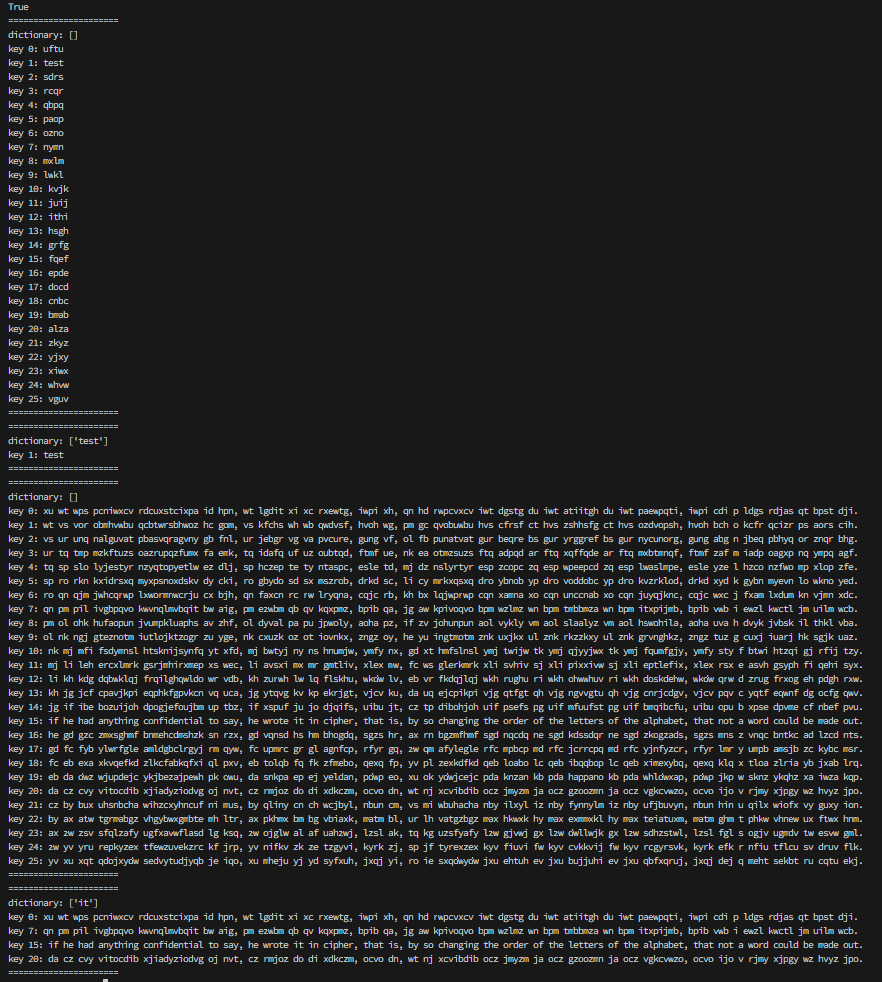 True
======================
dictionary: []
key 0: uftu
key 1: test
key 2: sdrs
key 3: rcqr
key 4: qbpq
key 5: paop
key 6: ozno
key 7: nymn
key 8: mxlm
key 9: lwkl
key 10: kvjk
key 11: juij
key 12: ithi
key 13: hsgh
key 14: grfg
key 15: fqef
key 16: epde
key 17: docd
key 18: cnbc
key 19: bmab
key 20: alza
key 21: zkyz
key 22: yjxy
key 23: xiwx
key 24: whvw
key 25: vguv
======================
======================
dictionary: ['test']
key 1: test
======================
======================
dictionary: []
key 0: xu wt wps pcniwxcv rdcuxstcixpa id hpn, wt lgdit xi xc rxewtg, iwpi xh, qn hd rwpcvxcv iwt dgstg du iwt atiitgh du iwt paewpqti, iwpi cdi p ldgs rdjas qt bpst dji.
key 1: wt vs vor obmhvwbu qcbtwrsbhwoz hc gom, vs kfchs wh wb qwdvsf, hvoh wg, pm gc qvobuwbu hvs cfrsf ct hvs zshhsfg ct hvs ozdvopsh, hvoh bch o kcfr qcizr ps aors cih.
key 2: vs ur unq nalguvat pbasvqragvny gb fnl, ur jebgr vg va pvcure, gung vf, ol fb punatvat gur beqre bs gur yrggref bs gur nycunorg, gung abg n jbeq pbhyq or znqr bhg.
key 3: ur tq tmp mzkftuzs oazrupqzfumx fa emk, tq idafq uf uz oubtqd, ftmf ue, nk ea otmzsuzs ftq adpqd ar ftq xqffqde ar ftq mxbtmnqf, ftmf zaf m iadp oagxp nq ympq agf.
key 4: tq sp slo lyjestyr nzyqtopyetlw ez dlj, sp hczep te ty ntaspc, esle td, mj dz nslyrtyr esp zcopc zq esp weepcd zq esp lwaslmpe, esle yze l hzco nzfwo mp xlop zfe.
key 5: sp ro rkn kxidrsxq myxpsnoxdskv dy cki, ro gbydo sd sx mszrob, drkd sc, li cy mrkxqsxq dro ybnob yp dro voddobc yp dro kvzrklod, drkd xyd k gybn myevn lo wkno yed.
key 6: ro qn qjm jwhcqrwp lxwormnwcrju cx bjh, qn faxcn rc rw lryqna, cqjc rb, kh bx lqjwprwp cqn xamna xo cqn unccnab xo cqn juyqjknc, cqjc wxc j fxam lxdum kn vjmn xdc.
key 7: qn pm pil ivgbpqvo kwvnqlmvbqit bw aig, pm ezwbm qb qv kqxpmz, bpib qa, jg aw kpivoqvo bpm wzlmz wn bpm tmbbmza wn bpm itxpijmb, bpib vwb i ewzl kwctl jm uilm wcb.
key 8: pm ol ohk hufaopun jvumpkluaphs av zhf, ol dyval pa pu jpwoly, aoha pz, if zv johunpun aol vykly vm aol slaalyz vm aol hswohila, aoha uva h dvyk jvbsk il thkl vba.
key 9: ol nk ngj gteznotm iutlojktzogr zu yge, nk cxuzk oz ot iovnkx, zngz oy, he yu ingtmotm znk uxjkx ul znk rkzzkxy ul znk grvnghkz, zngz tuz g cuxj iuarj hk sgjk uaz.
key 10: nk mj mfi fsdymnsl htsknijsynfq yt xfd, mj bwtyj ny ns hnumjw, ymfy nx, gd xt hmfslnsl ymj twijw tk ymj qjyyjwx tk ymj fqumfgjy, ymfy sty f btwi htzqi gj rfij tzy.
key 11: mj li leh ercxlmrk gsrjmhirxmep xs wec, li avsxi mx mr gmtliv, xlex mw, fc ws glerkmrk xli svhiv sj xli pixxivw sj xli eptlefix, xlex rsx e asvh gsyph fi qehi syx.
key 12: li kh kdg dqbwklqj frqilghqwldo wr vdb, kh zurwh lw lq flskhu, wkdw lv, eb vr fkdqjlqj wkh rughu ri wkh ohwwhuv ri wkh doskdehw, wkdw qrw d zrug frxog eh pdgh rxw.
key 13: kh jg jcf cpavjkpi eqphkfgpvkcn vq uca, jg ytqvg kv kp ekrjgt, vjcv ku, da uq ejcpikpi vjg qtfgt qh vjg ngvvgtu qh vjg cnrjcdgv, vjcv pqv c yqtf eqwnf dg ocfg qwv.
key 14: jg if ibe bozuijoh dpogjefoujbm up tbz, if xspuf ju jo djqifs, uibu jt, cz tp dibohjoh uif psefs pg uif mfuufst pg uif bmqibcfu, uibu opu b xpse dpvme cf nbef pvu.
key 15: if he had anything confidential to say, he wrote it in cipher, that is, by so changing the order of the letters of the alphabet, that not a word could be made out.
key 16: he gd gzc zmxsghmf bnmehcdmshzk sn rzx, gd vqnsd hs hm bhogdq, sgzs hr, ax rn bgzmfhmf sgd nqcdq ne sgd kdssdqr ne sgd zkogzads, sgzs mns z vnqc bntkc ad lzcd nts.
key 17: gd fc fyb ylwrfgle amldgbclrgyj rm qyw, fc upmrc gr gl agnfcp, rfyr gq, zw qm afylegle rfc mpbcp md rfc jcrrcpq md rfc yjnfyzcr, rfyr lmr y umpb amsjb zc kybc msr.
key 18: fc eb exa xkvqefkd zlkcfabkqfxi ql pxv, eb tolqb fq fk zfmebo, qexq fp, yv pl zexkdfkd qeb loabo lc qeb ibqqbop lc qeb ximexybq, qexq klq x tloa zlria yb jxab lrq.
key 19: eb da dwz wjupdejc ykjbezajpewh pk owu, da snkpa ep ej yeldan, pdwp eo, xu ok ydwjcejc pda knzan kb pda happano kb pda whldwxap, pdwp jkp w sknz ykqhz xa iwza kqp.
key 20: da cz cvy vitocdib xjiadyziodvg oj nvt, cz rmjoz do di xdkczm, ocvo dn, wt nj xcvibdib ocz jmyzm ja ocz gzoozmn ja ocz vgkcvwzo, ocvo ijo v rjmy xjpgy wz hvyz jpo.
key 21: cz by bux uhsnbcha wihzcxyhncuf ni mus, by qliny cn ch wcjbyl, nbun cm, vs mi wbuhacha nby ilxyl iz nby fynnylm iz nby ufjbuvyn, nbun hin u qilx wiofx vy guxy ion.
key 22: by ax atw tgrmabgz vhgybwxgmbte mh ltr, ax pkhmx bm bg vbiaxk, matm bl, ur lh vatgzbgz max hkwxk hy max exmmxkl hy max teiatuxm, matm ghm t phkw vhnew ux ftwx hnm.
key 23: ax zw zsv sfqlzafy ugfxavwflasd lg ksq, zw ojglw al af uahzwj, lzsl ak, tq kg uzsfyafy lzw gjvwj gx lzw dwllwjk gx lzw sdhzstwl, lzsl fgl s ogjv ugmdv tw esvw gml.
key 24: zw yv yru repkyzex tfewzuvekzrc kf jrp, yv nifkv zk ze tzgyvi, kyrk zj, sp jf tyrexzex kyv fiuvi fw kyv cvkkvij fw kyv rcgyrsvk, kyrk efk r nfiu tflcu sv druv flk.
key 25: yv xu xqt qdojxydw sedvytudjyqb je iqo, xu mheju yj yd syfxuh, jxqj yi, ro ie sxqdwydw jxu ehtuh ev jxu bujjuhi ev jxu qbfxqruj, jxqj dej q meht sekbt ru cqtu ekj.
======================
======================
dictionary: ['it']
key 0: xu wt wps pcniwxcv rdcuxstcixpa id hpn, wt lgdit xi xc rxewtg, iwpi xh, qn hd rwpcvxcv iwt dgstg du iwt atiitgh du iwt paewpqti, iwpi cdi p ldgs rdjas qt bpst dji.
key 7: qn pm pil ivgbpqvo kwvnqlmvbqit bw aig, pm ezwbm qb qv kqxpmz, bpib qa, jg aw kpivoqvo bpm wzlmz wn bpm tmbbmza wn bpm itxpijmb, bpib vwb i ewzl kwctl jm uilm wcb.
key 15: if he had anything confidential to say, he wrote it in cipher, that is, by so changing the order of the letters of the alphabet, that not a word could be made out.
key 20: da cz cvy vitocdib xjiadyziodvg oj nvt, cz rmjoz do di xdkczm, ocvo dn, wt nj xcvibdib ocz jmyzm ja ocz gzoozmn ja ocz vgkcvwzo, ocvo ijo v rjmy xjpgy wz hvyz jpo.
======================